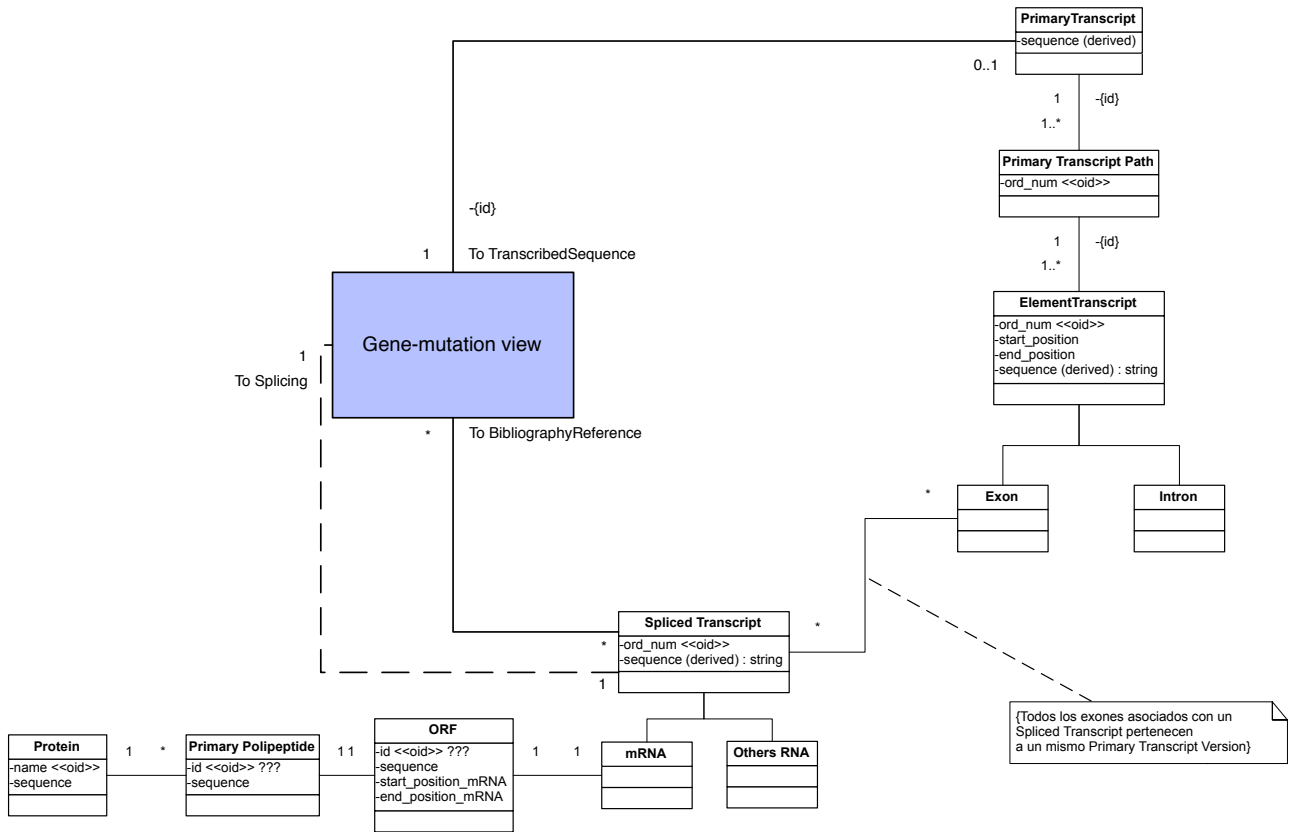 PrimaryTranscript
-sequence (derived)
0..1
1 -{id}
1..*
Primary Transcript Path
-ord_num <<oid>>
1 -{id}
1..*
ElementTranscript
-ord_num <<oid>>
-start_position
-end_position
-sequence (derived) : string
-{id}
1 To TranscribedSequence
Gene-mutation view
1
To Splicing
* To BibliographyReference
* Exon
Intron
Spliced Transcript
* -ord_num <<oid>>
-sequence (derived) : string
*
1
{Todos los exones asociados con un
Spliced Transcript pertenecen
a un mismo Primary Transcript Version}
mRNA
Others RNA
ORF
-id <<oid>> ???
-sequence
-start_position_mRNA
-end_position_mRNA
1 1
Primary Polipeptide
-id <<oid>> ???
-sequence
1 1
Protein
-name <<oid>>
-sequence
1 *